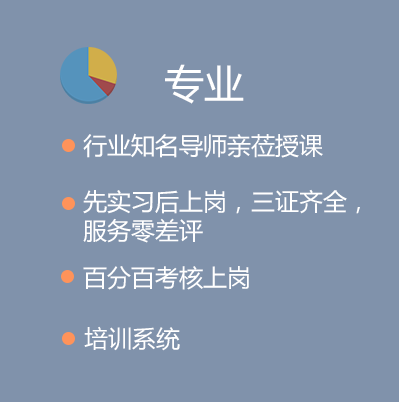 专业
行业知名导师亲莅授课
先实习后上岗，三证齐全，
服务零差评
百分百考核上岗
培训系统